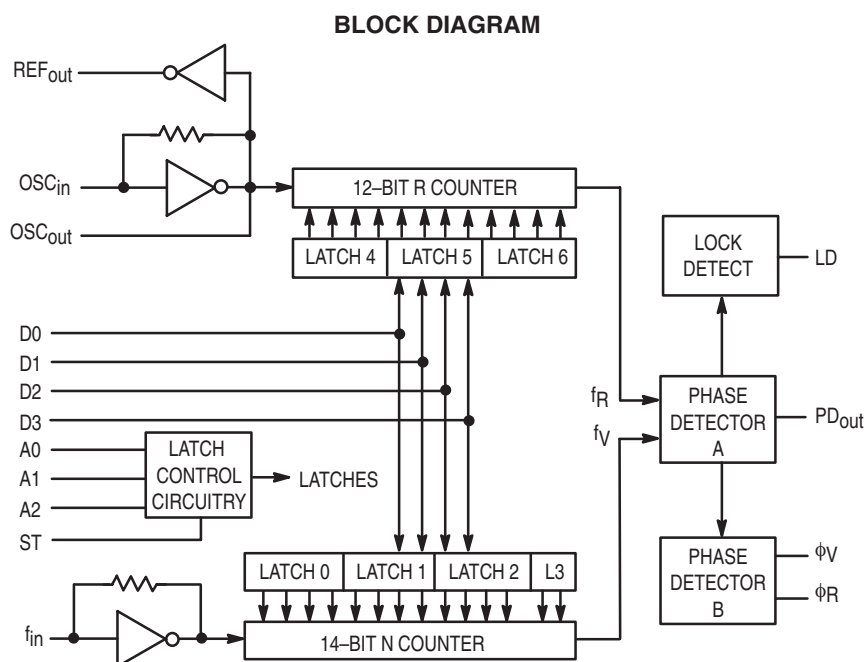 BLOCK DIAGRAM
REFout
OSCin
OSCout
12–BIT R COUNTER
LATCH 4
LATCH 5
LATCH 6
LOCK
DETECT
LD
D0
D1
D2
D3
A0
A1
A2
ST
LATCH
CONTROL
CIRCUITRY
LATCHES
fR
fV
PHASE
DETECTOR
A
PDout
PHASE
DETECTOR
B
ϕV
ϕR
LATCH 0
LATCH 1
LATCH 2
L3
fin
14–BIT N COUNTER